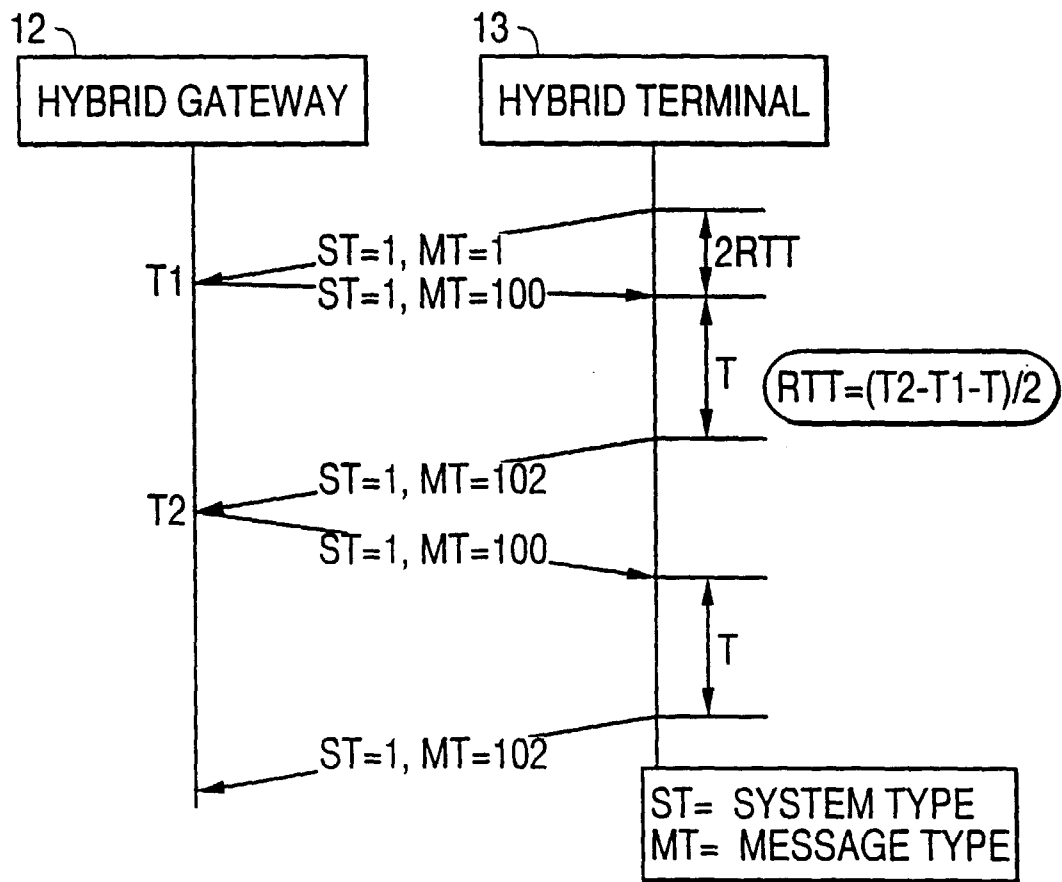 12
13
HYBRID GATEWAY
HYBRID TERMINAL
ST=1, MT=1
2RTT
T1
ST=1, MT=100
T
RTT=(T2-T1-T)/2
ST=1, MT=102
T2
ST=1, MT=100
T
ST=1, MT=102
ST= SYSTEM TYPE
MT= MESSAGE TYPE